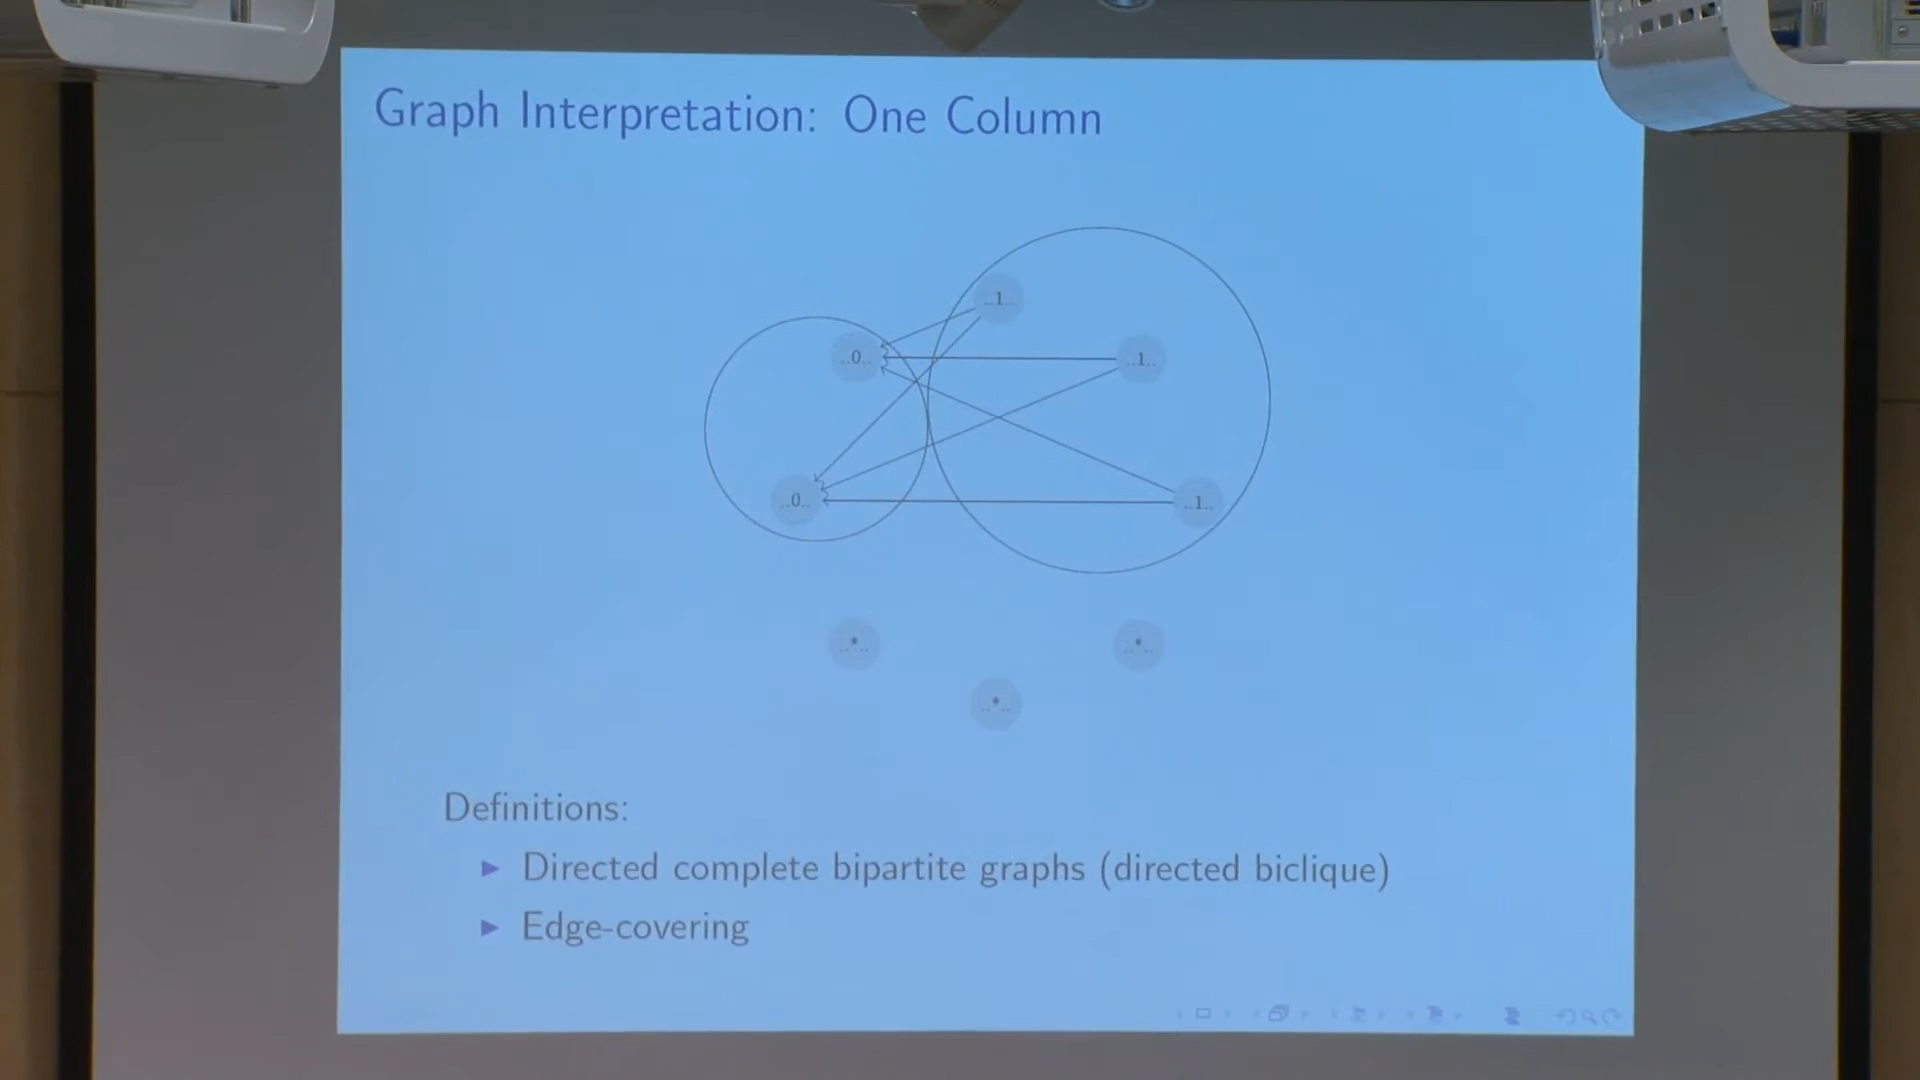 Graph Interpretation: One Column
..1..
..0..
..1..
..0..
..1..
..*..
..*..
..*..
Definitions:
Directed complete bipartite graphs (directed biclique)
Edge-covering